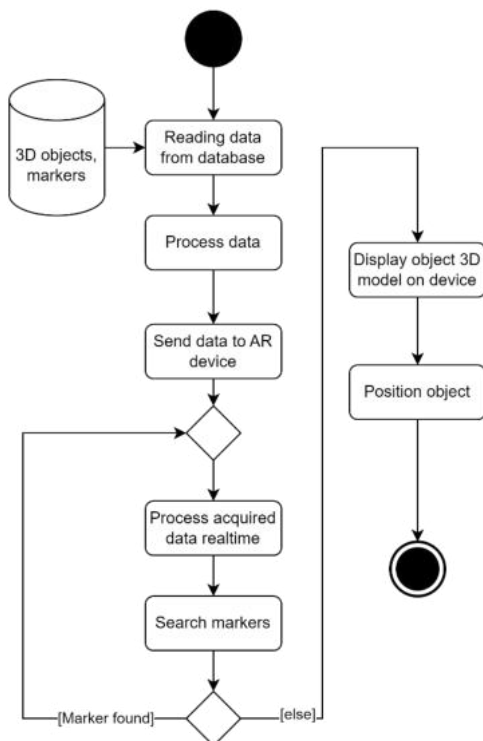 3D objects,
markers
Reading data
from database
Process data
Send data to AR
device
Process acquired
data realtime
Search markers
[Marker found]
[else]
Display object 3D
model on device
Position object